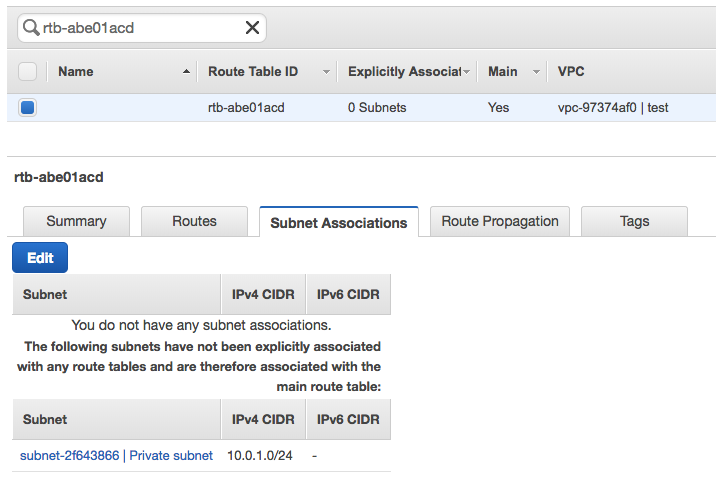 rtb-abe01acd
Name Route Table ID Explicitly Associat Main VPC
rtb-abe01acd 0 Subnets Yes vpc-97374af0 | test
rtb-abe01acd
Summary Routes Subnet Associations Route Propagation Tags
Edit
Subnet IPv4 CIDR IPv6 CIDR
You do not have any subnet associations.
The following subnets have not been explicitly associated
with any route tables and are therefore associated with the
main route table:
Subnet IPv4 CIDR IPv6 CIDR
subnet-2f643866 | Private subnet 10.0.1.0/24 -